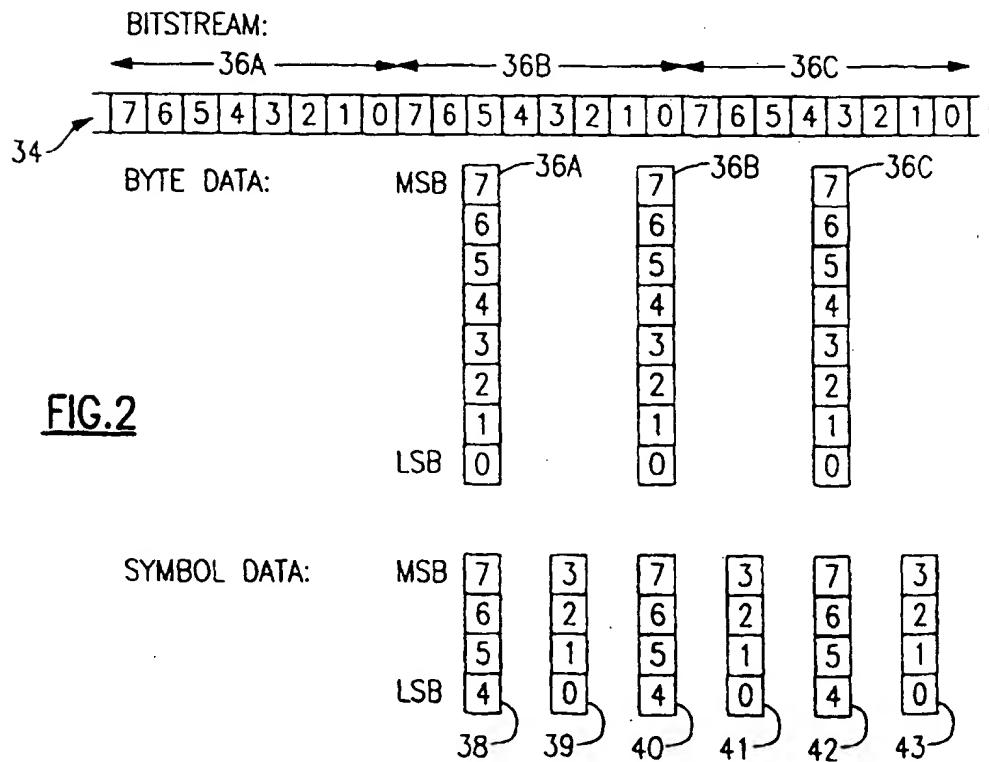 BITSTREAM:
36A 36B 36C
7 6 5 4 3 2 1 0 7 6 5 4 3 2 1 0 7 6 5 4 3 2 1 0
34
BYTE DATA: MSB 7 36A 7 36B 7 36C
6 6 6
5 5 5
4 4 4
3 3 3
2 2 2
FIG.2
1 1 1
LSB 0 0 0
SYMBOL DATA: MSB 7 3 7 3 7 3
6 2 6 2 6 2
5 1 5 1 5 1
LSB 4 0 4 0 4 0
38 39 40 41 42 43